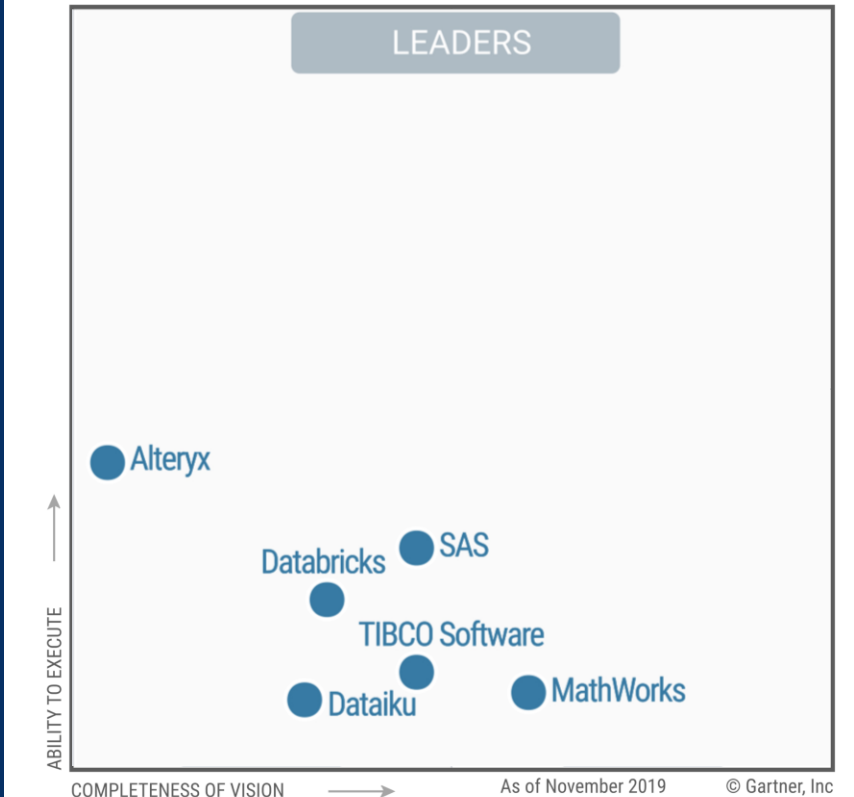 LEADERS
Alteryx
SAS
Databricks
TIBCO Software
MathWorks
Dataiku
ABILITY TO EXECUTE
COMPLETENESS OF VISION
As of November 2019
© Gartner, Inc